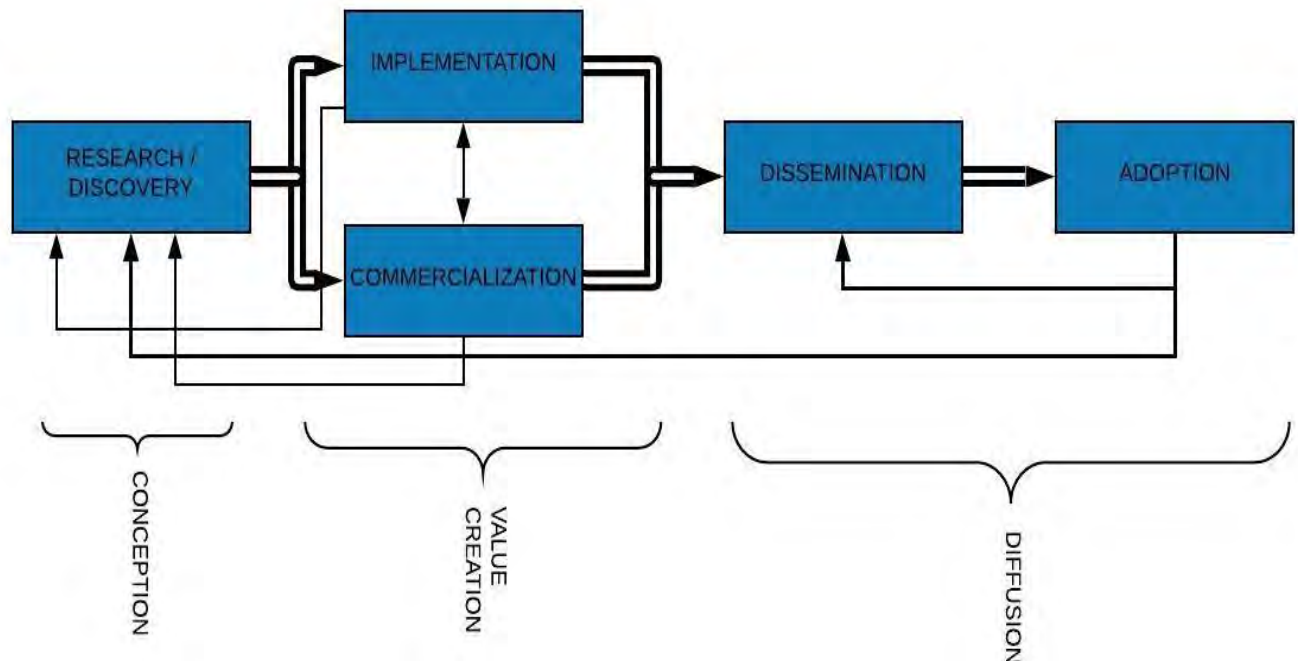 IMPLEMENTATION
RESEARCH /
DISCOVERY
DISSEMINATION
ADOPTION
COMMERCIALIZATION
CONCEPTION
VALUE
CREATION
DIFFUSION